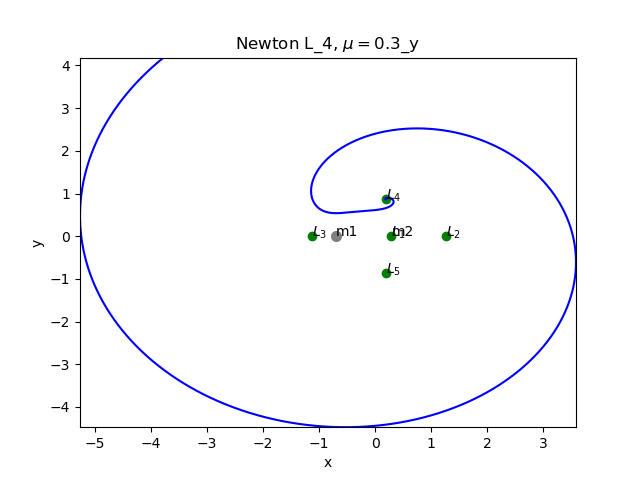 Newton L_4, μ = 0.3_y
4
3
2
1
0
−1
−2
−3
−4
y
L₄
L₃ m1 m2 L₂
L₅
−5 −4 −3 −2 −1 0 1 2 3
x